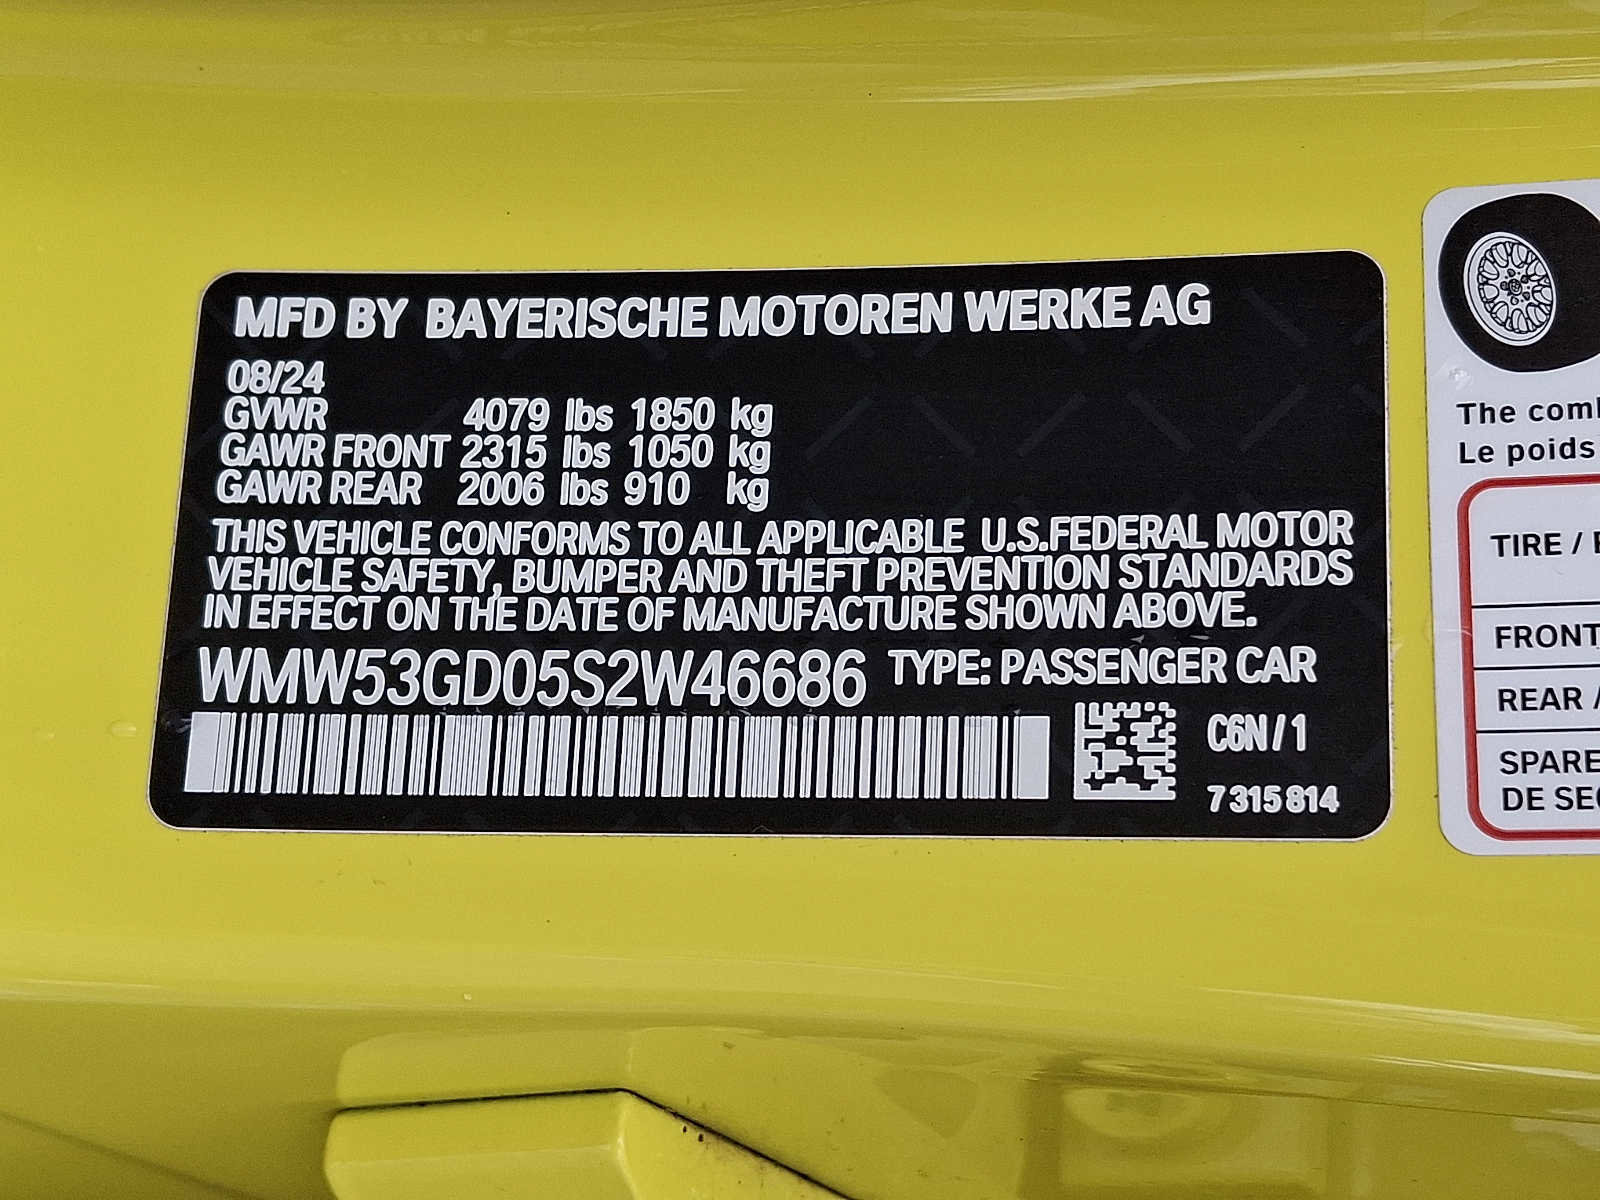 MFD BY BAYERISCHE MOTOREN WERKE AG
08/24
GVWR 4079 lbs 1850 kg
GAWR FRONT 2315 lbs 1050 kg
GAWR REAR 2006 lbs 910 kg
THIS VEHICLE CONFORMS TO ALL APPLICABLE U.S.FEDERAL MOTOR
VEHICLE SAFETY, BUMPER AND THEFT PREVENTION STANDARDS
IN EFFECT ON THE DATE OF MANUFACTURE SHOWN ABOVE.
WMW53GD05S2W46686 TYPE: PASSENGER CAR
C6N/1
7315814
The
Le poids
TIRE /
FRONT
REAR /
SPARE
DE